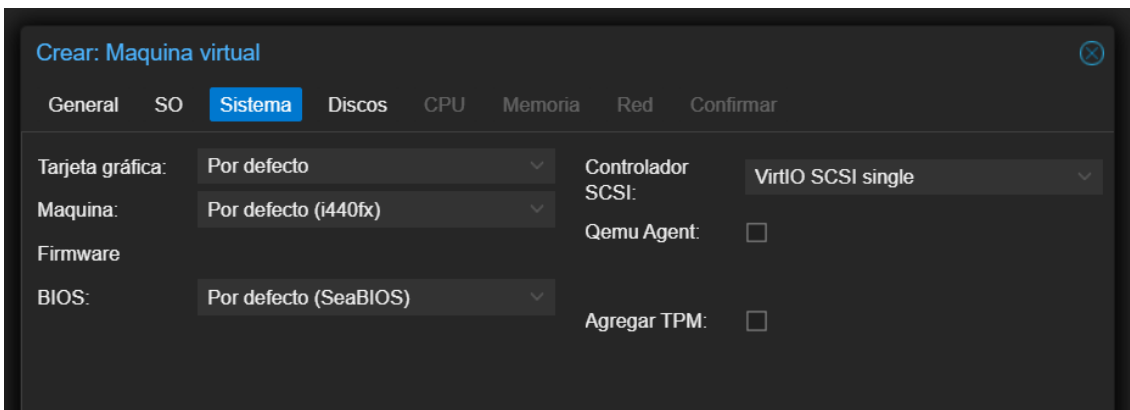 Crear: Maquina virtual
General SO Sistema Discos CPU Memoria Red Confirmar
Tarjeta gráfica: Por defecto
Maquina: Por defecto (i440fx)
Firmware
BIOS: Por defecto (SeaBIOS)
Controlador
SCSI: VirtIO SCSI single
Qemu Agent:
Agregar TPM: